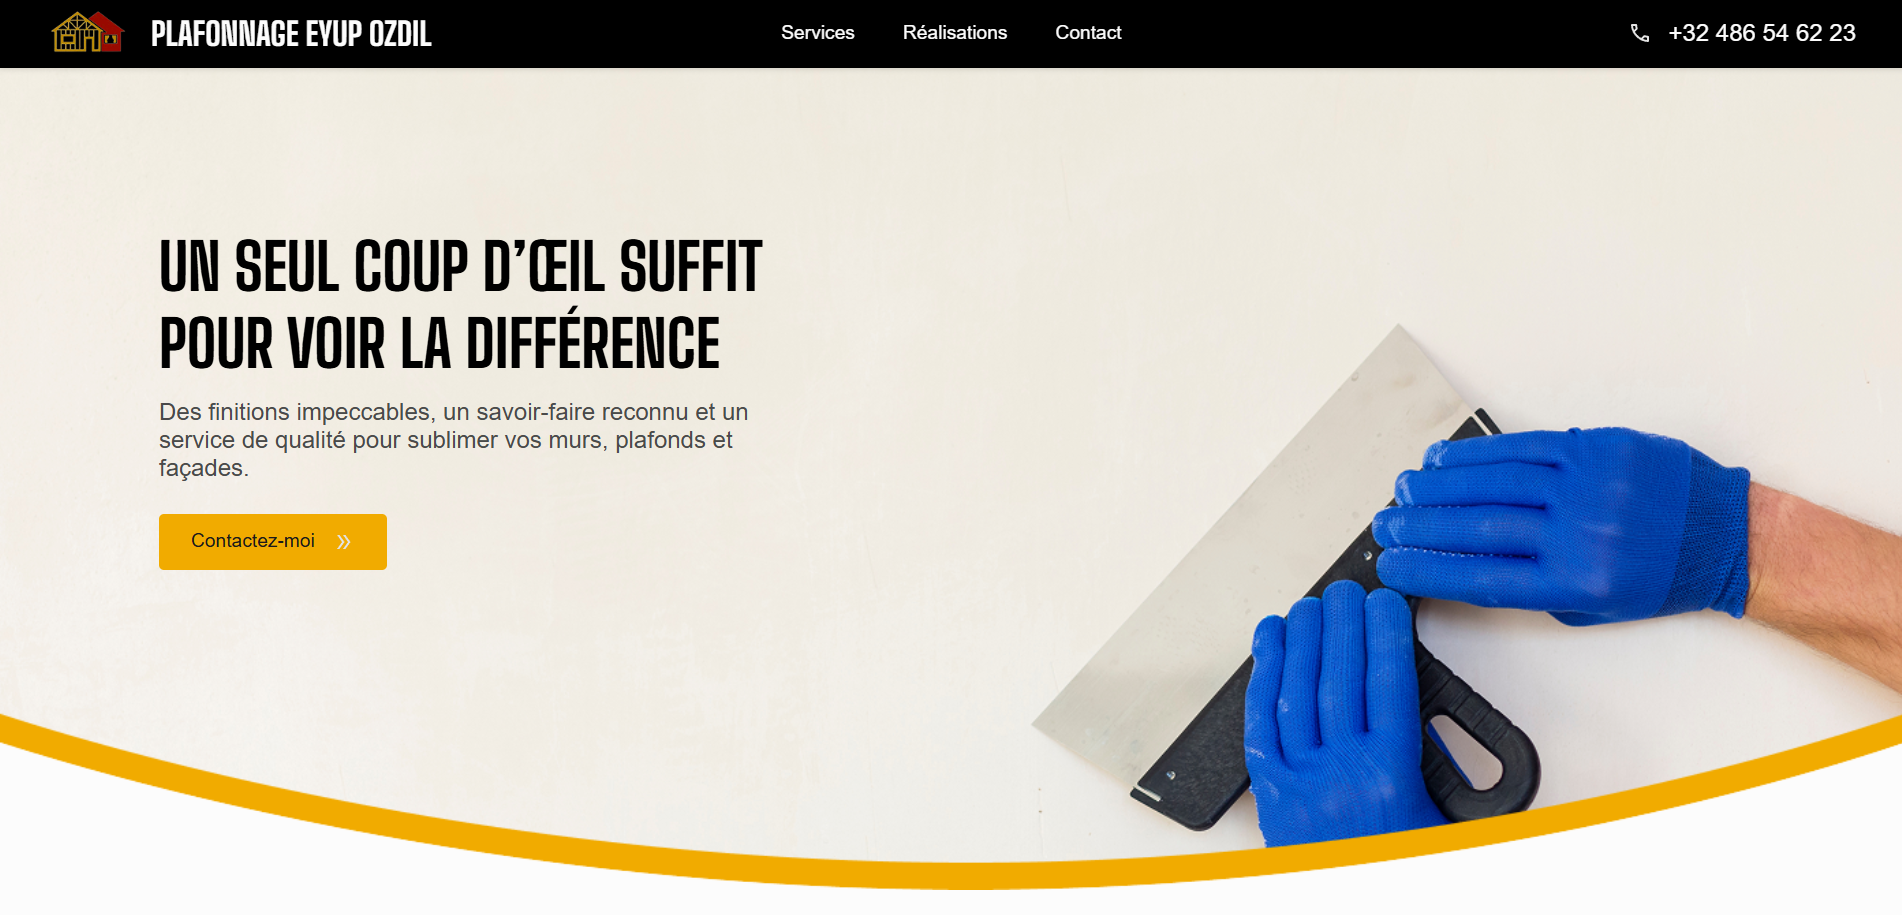 PLAFONNAGE EYUP OZDIL
Services
Réalisations
Contact
+32 486 54 62 23
UN SEUL COUP D’ŒIL SUFFIT
POUR VOIR LA DIFFÉRENCE
Des finitions impeccables, un savoir-faire reconnu et un
service de qualité pour sublimer vos murs, plafonds et
façades.
Contactez-moi